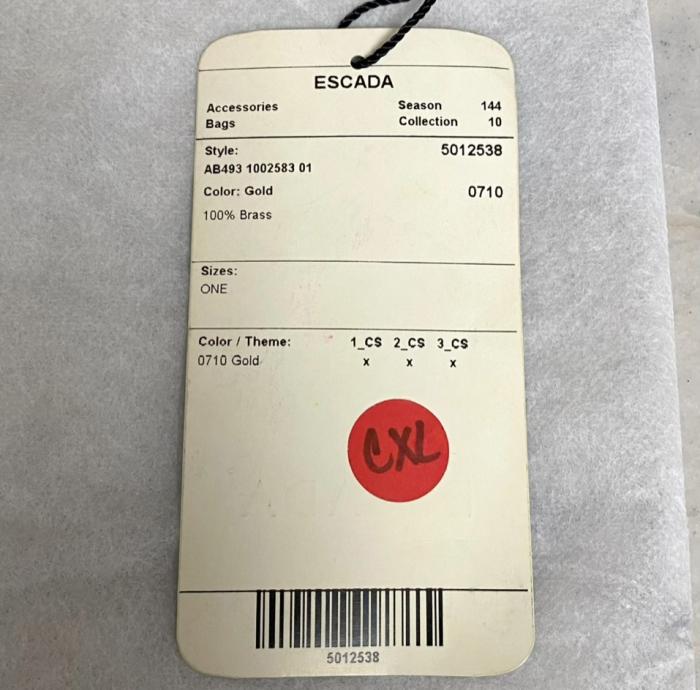 ESCADA
Accessories Season 144
Bags Collection 10
Style: 5012538
AB493 1002583 01
Color: Gold 0710
100% Brass
Sizes:
ONE
Color / Theme: 1_CS 2_CS 3_CS
0710 Gold x x x
CXL
5012538